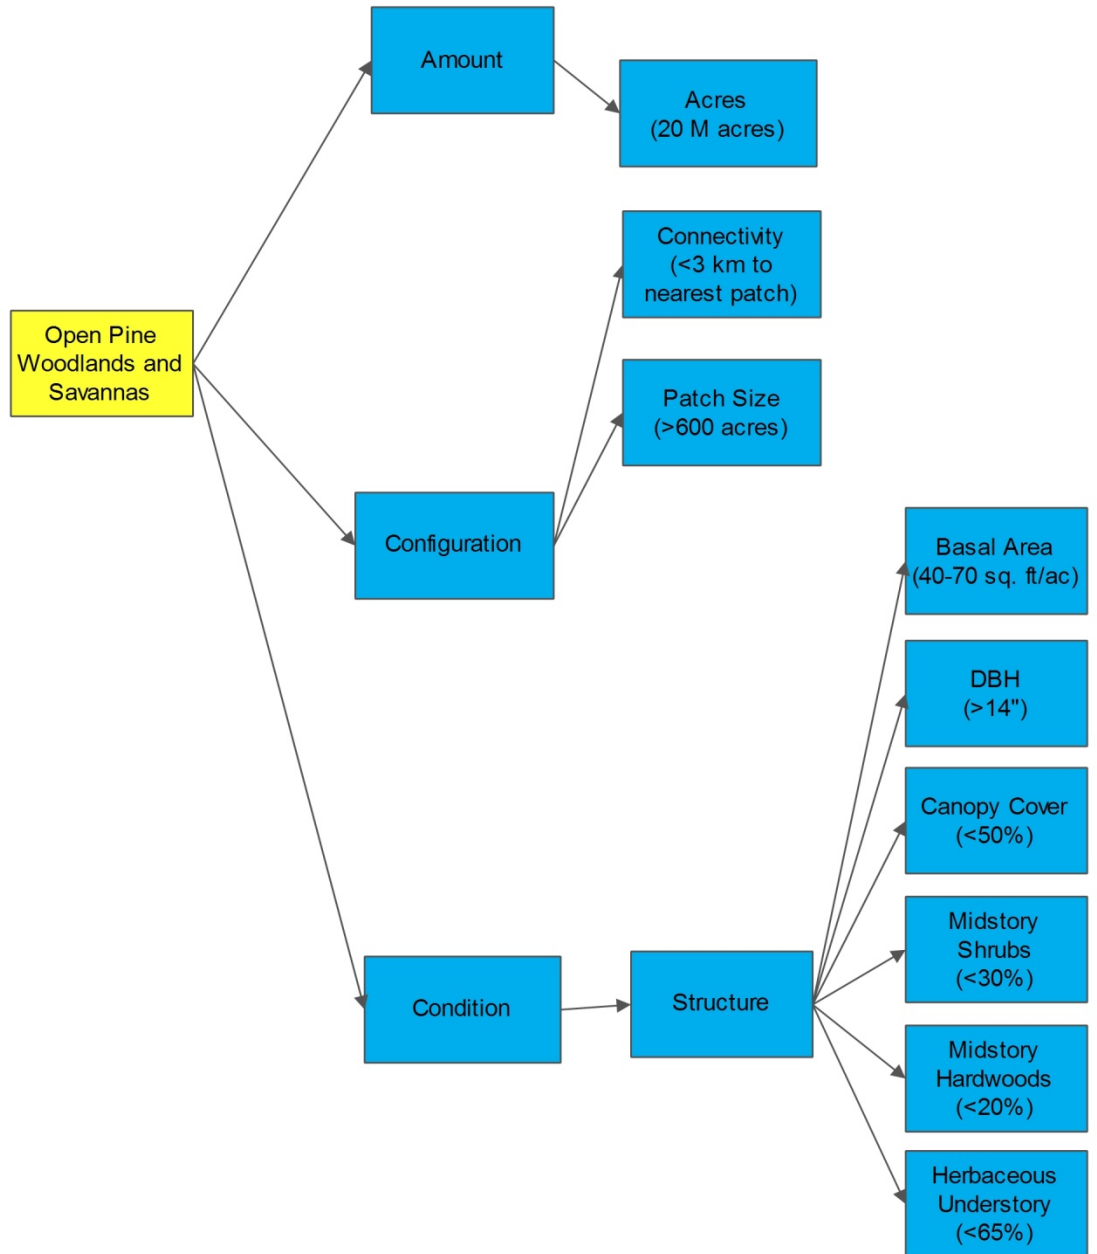 Amount
Acres
(20 M acres)
Connectivity
(<3 km to
nearest patch)
Open Pine
Woodlands and
Savannas
Patch Size
(>600 acres)
Configuration
Basal Area
(40-70 sq. ft/ac)
DBH
(>14")
Canopy Cover
(<50%)
Midstory
Shrubs
(<30%)
Condition
Structure
Midstory
Hardwoods
(<20%)
Herbaceous
Understory
(<65%)